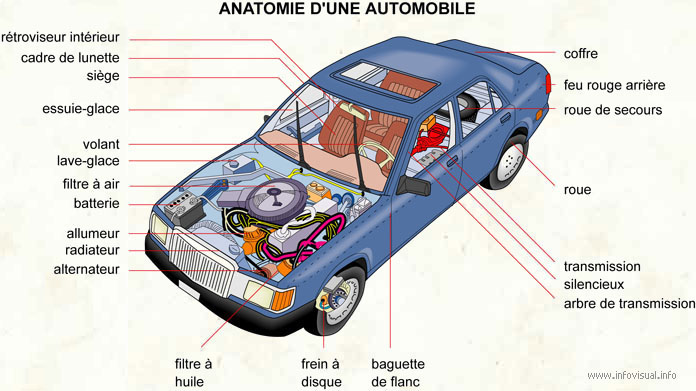 ANATOMIE D'UNE AUTOMOBILE
rétroviseur intérieur
cadre de lunette
siège
essuie-glace
volant
lave-glace
filtre à air
batterie
allumeur
radiateur
alternateur
filtre à
huile
frein à
disque
baguette
de flanc
coffre
feu rouge arrière
roue de secours
roue
transmission
silencieux
arbre de transmission
www.infovisual.info